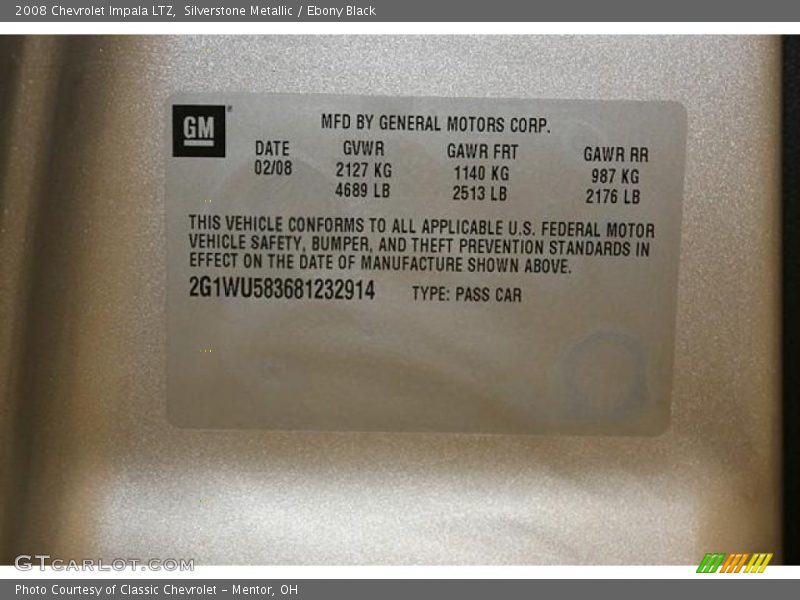 2008 Chevrolet Impala LTZ, Silverstone Metallic / Ebony Black
GM
MFD BY GENERAL MOTORS CORP.
DATE GVWR GAWR FRT GAWR RR
02/08 2127 KG 1140 KG 987 KG
4689 LB 2513 LB 2176 LB
THIS VEHICLE CONFORMS TO ALL APPLICABLE U.S. FEDERAL MOTOR
VEHICLE SAFETY, BUMPER, AND THEFT PREVENTION STANDARDS IN
EFFECT ON THE DATE OF MANUFACTURE SHOWN ABOVE.
2G1WU583681232914 TYPE: PASS CAR
GTCARLOT.COM
Photo Courtesy of Classic Chevrolet - Mentor, OH